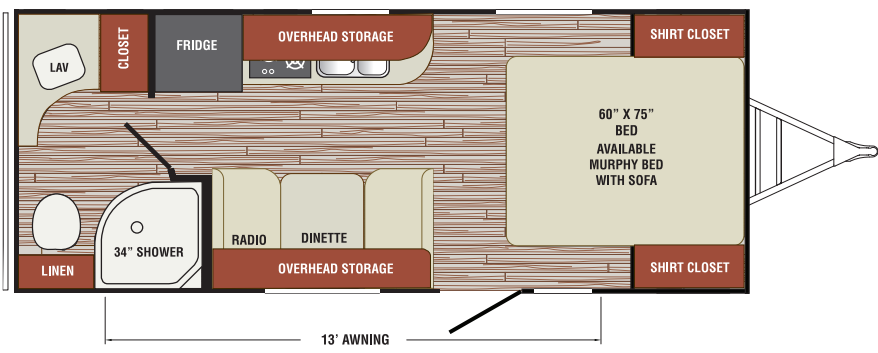 LAV
CLOSET
FRIDGE
OVERHEAD STORAGE
SHIRT CLOSET
60” X 75”
BED
AVAILABLE
MURPHY BED
WITH SOFA
34” SHOWER
RADIO
DINETTE
LINEN
OVERHEAD STORAGE
SHIRT CLOSET
13’ AWNING